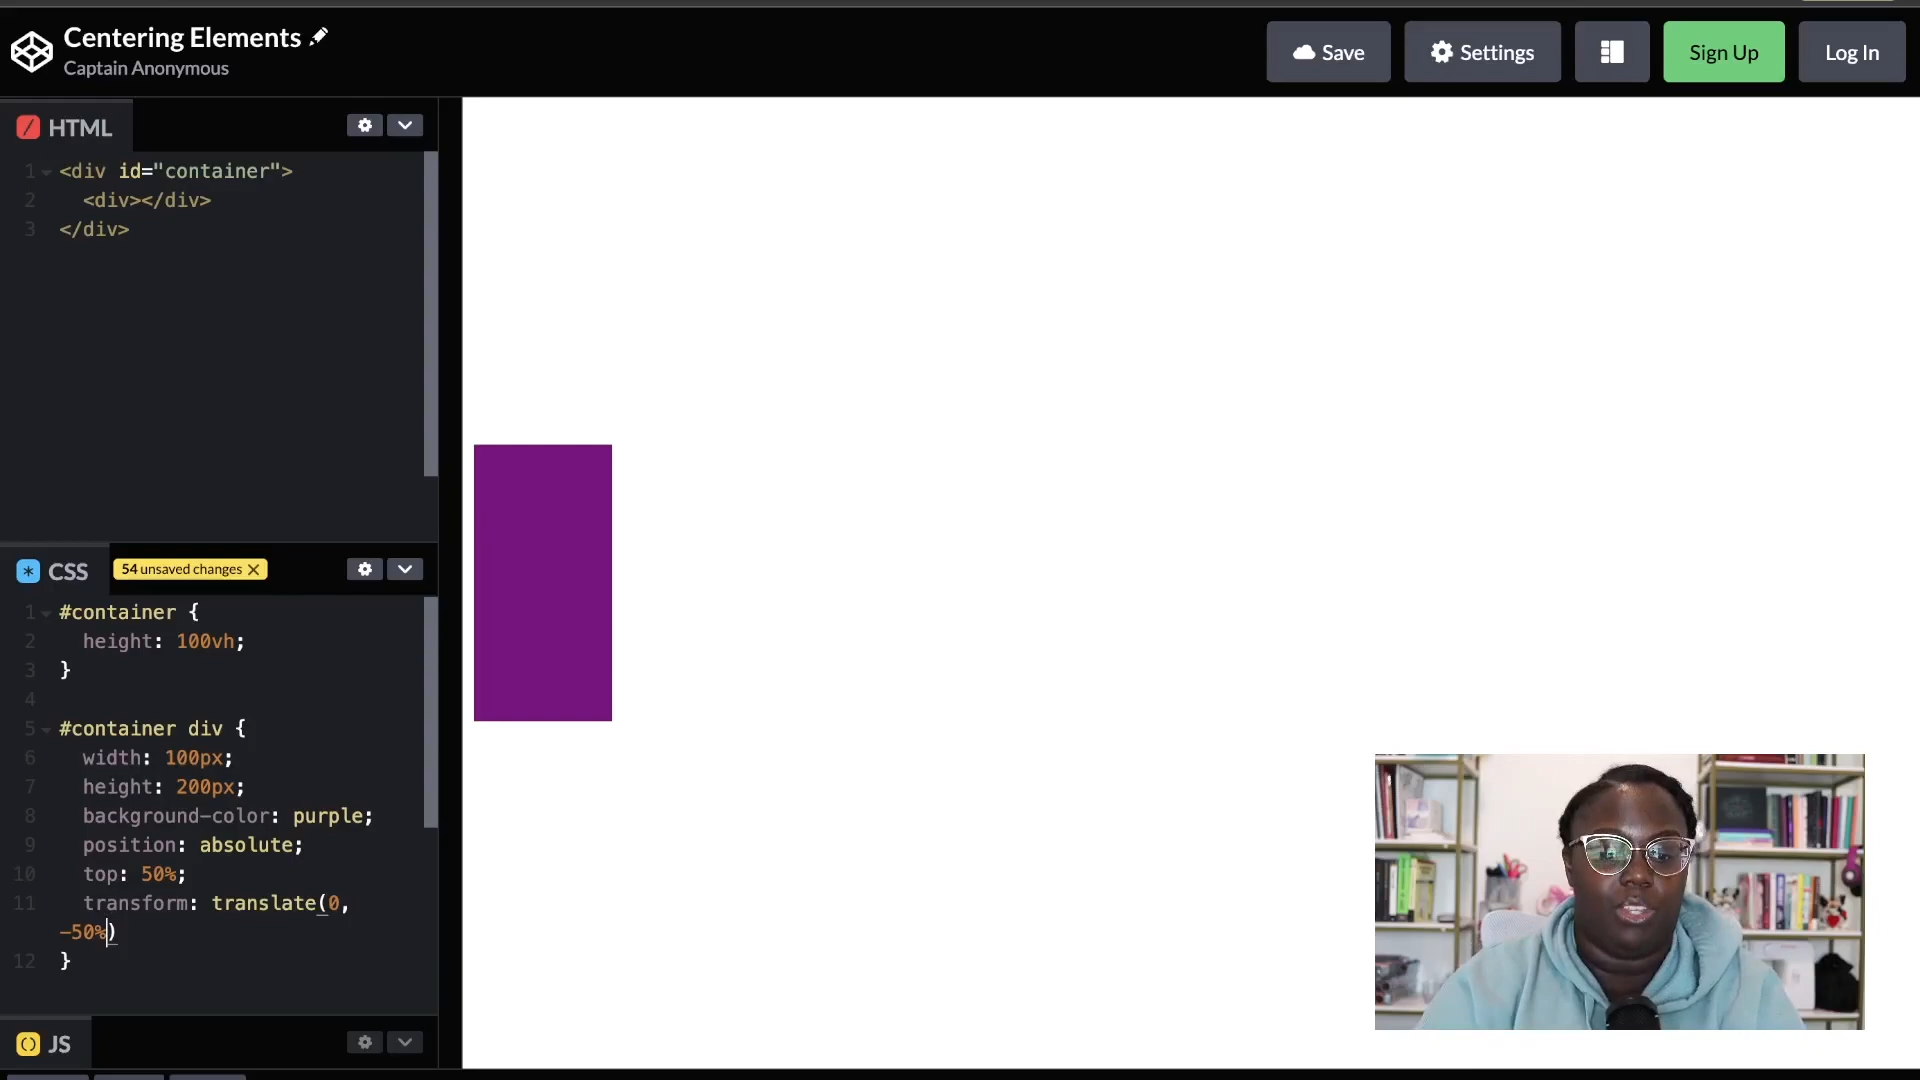 Centering Elements
Captain Anonymous
Save
Settings
Sign Up
Log In
HTML
1 <div id="container">
2 <div></div>
3 </div>
CSS
54 unsaved changes
1 #container {
2 height: 100vh;
3 }
4
5 #container div {
6 width: 100px;
7 height: 200px;
8 background-color: purple;
9 position: absolute;
10 top: 50%;
11 transform: translate(0,
-50%)
12 }
JS